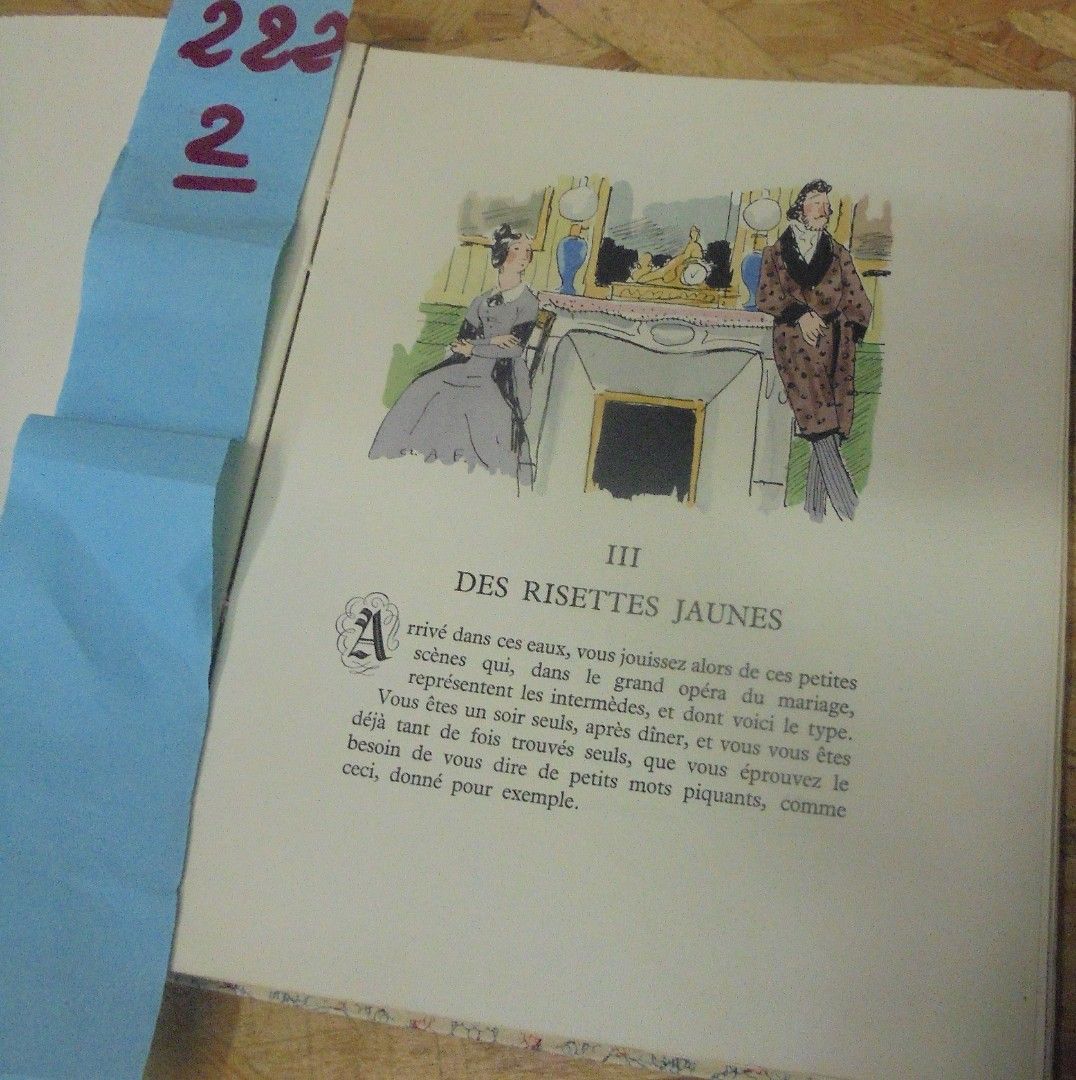 222
2
CH. A. F.
III
DES RISETTES JAUNES
Arrivé dans ces eaux, vous jouissez alors de ces petites
scènes qui, dans le grand opéra du mariage,
représentent les intermèdes, et dont voici le type.
Vous êtes un soir seuls, après dîner, et vous vous êtes
déjà tant de fois trouvés seuls, que vous éprouvez le
besoin de vous dire de petits mots piquants, comme
ceci, donné pour exemple.